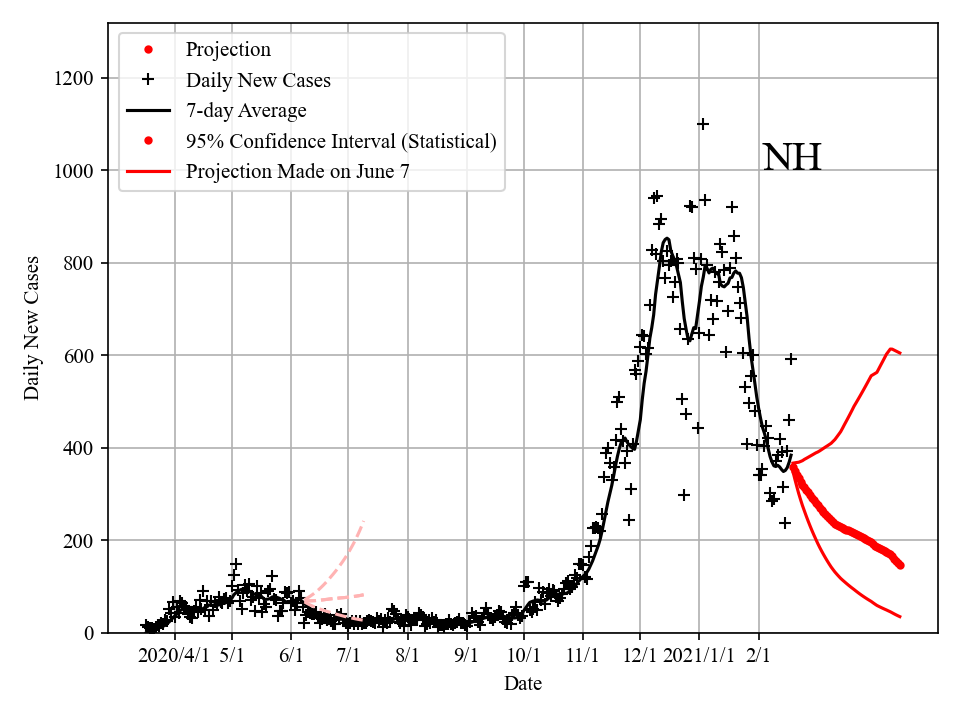 Projection
Daily New Cases
7-day Average
95% Confidence Interval (Statistical)
Projection Made on June 7
NH
1200
1000
800
600
400
200
0
Daily New Cases
2020/4/1 5/1 6/1 7/1 8/1 9/1 10/1 11/1 12/1 2021/1/1 2/1
Date